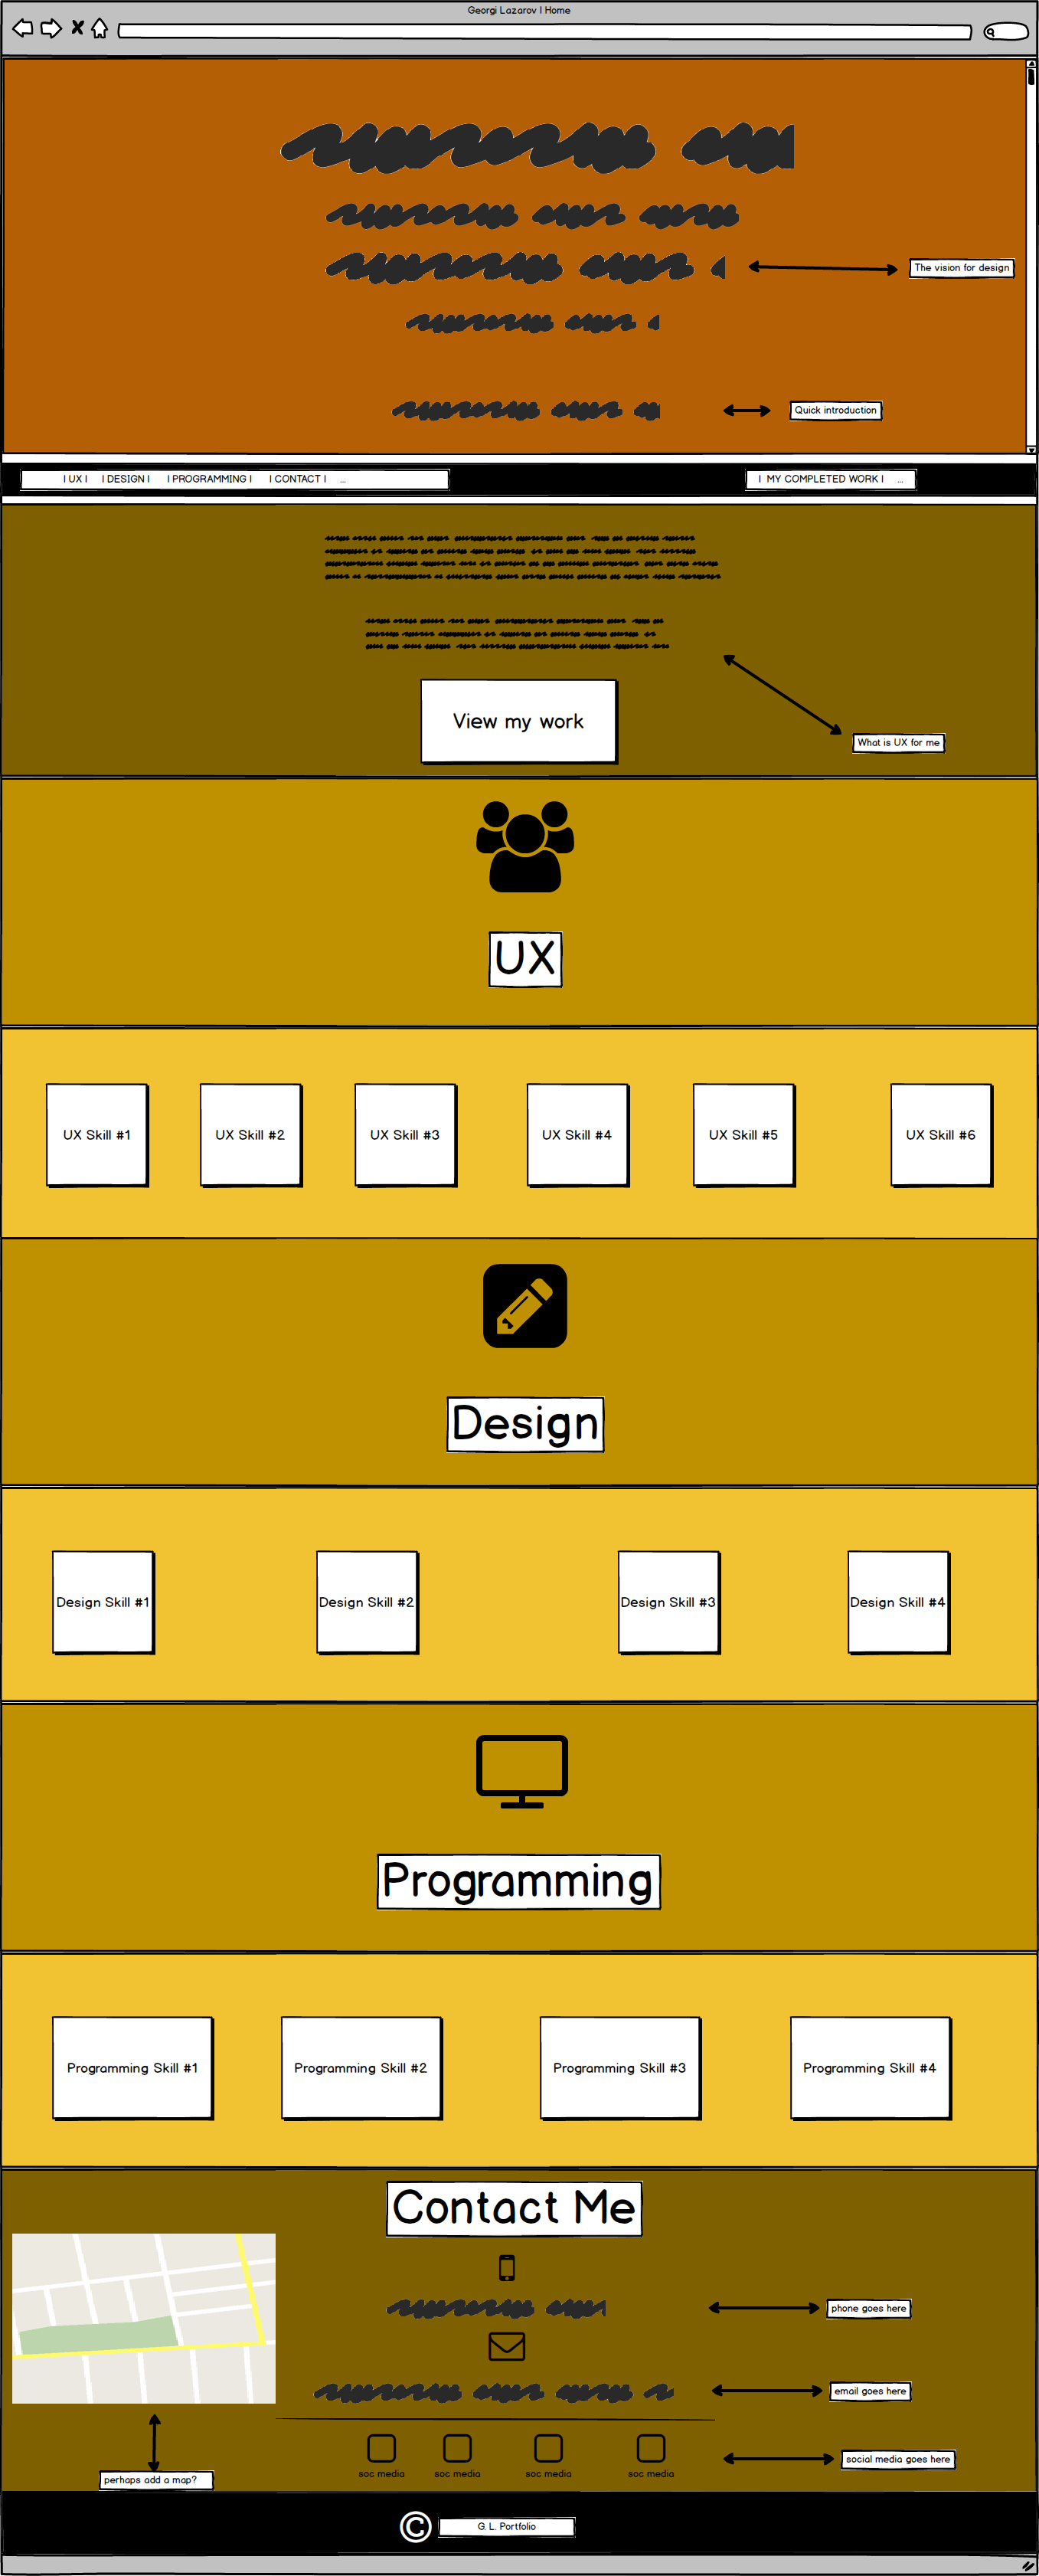 Georgi Lazarov | Home
The vision for design
Quick introduction
| UX | | DESIGN | | PROGRAMMING | | CONTACT | ...
| MY COMPLETED WORK | ...
View my work
What is UX for me
UX
UX Skill #1 UX Skill #2 UX Skill #3 UX Skill #4 UX Skill #5 UX Skill #6
Design
Design Skill #1 Design Skill #2 Design Skill #3 Design Skill #4
Programming
Programming Skill #1 Programming Skill #2 Programming Skill #3 Programming Skill #4
Contact Me
phone goes here
email goes here
social media goes here
soc media soc media soc media soc media
perhaps add a map?
© G. L. Portfolio